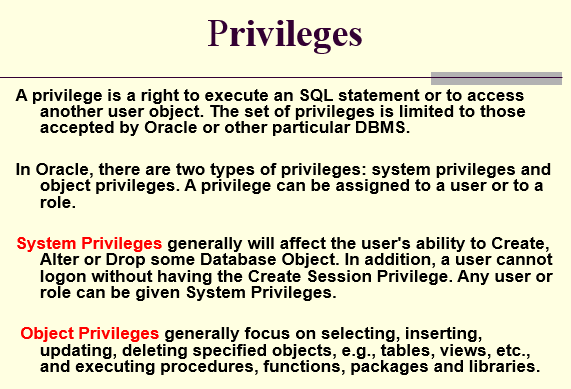 Privileges
A privilege is a right to execute an SQL statement or to access
another user object. The set of privileges is limited to those
accepted by Oracle or other particular DBMS.
In Oracle, there are two types of privileges: system privileges and
object privileges. A privilege can be assigned to a user or to a
role.
System Privileges generally will affect the user's ability to Create,
Alter or Drop some Database Object. In addition, a user cannot
logon without having the Create Session Privilege. Any user or
role can be given System Privileges.
Object Privileges generally focus on selecting, inserting,
updating, deleting specified objects, e.g., tables, views, etc.,
and executing procedures, functions, packages and libraries.